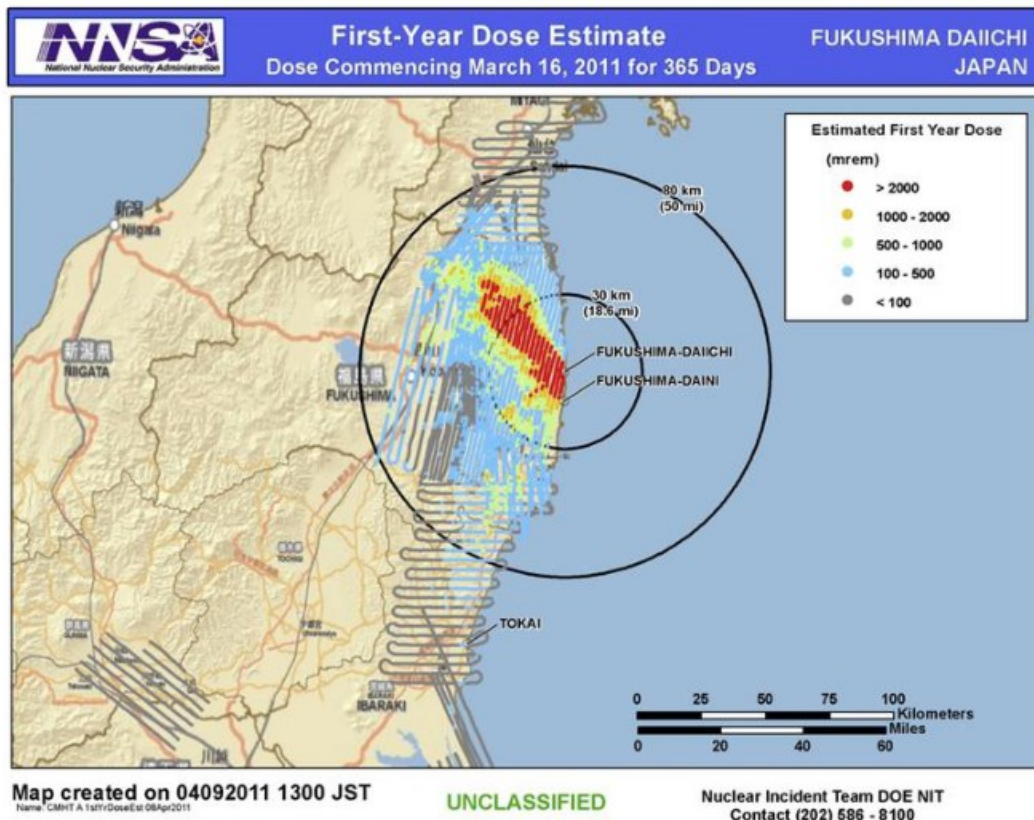 NNSA
National Nuclear Security Administration
First-Year Dose Estimate
Dose Commencing March 16, 2011 for 365 Days
FUKUSHIMA DAIICHI
JAPAN
Estimated First Year Dose
(mrem)
> 2000
1000 - 2000
500 - 1000
100 - 500
< 100
80 km
(50 mi)
30 km
(18.6 mi)
新潟
Niigata
新潟県
NIIGATA
福島県
FUKUSHIMA
FUKUSHIMA-DAIICHI
FUKUSHIMA-DAINI
TOKAI
IBARAKI
0 25 50 75 100
Kilometers
Miles
0 20 40 60
Map created on 04092011 1300 JST
Name: CMHT A 1stYrDoseEst 08Apr2011
UNCLASSIFIED
Nuclear Incident Team DOE NIT
Contact (202) 586 - 8100